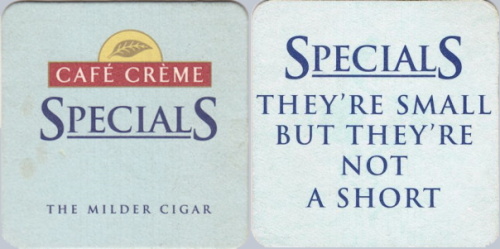 CAFÉ CRÈME
SPECIALS
THE MILDER CIGAR
SPECIALS
THEY'RE SMALL
BUT THEY'RE
NOT
A SHORT